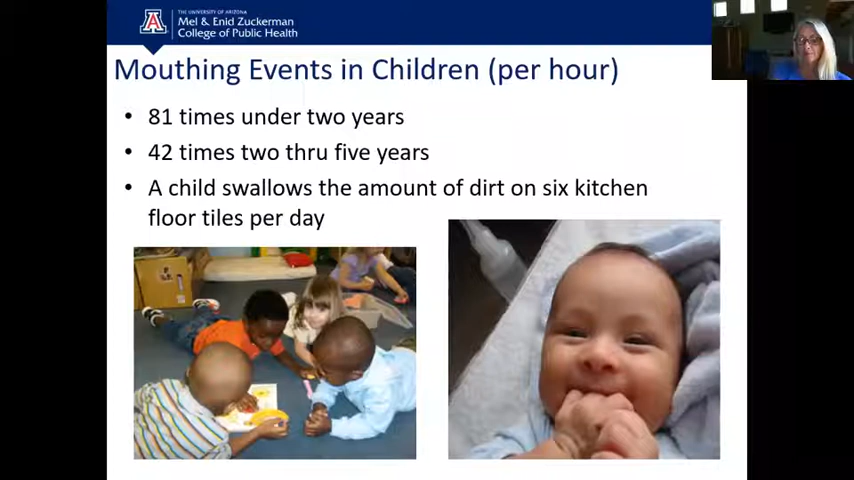 THE UNIVERSITY OF ARIZONA
Mel & Enid Zuckerman
College of Public Health
Mouthing Events in Children (per hour)
• 81 times under two years
• 42 times two thru five years
• A child swallows the amount of dirt on six kitchen
floor tiles per day